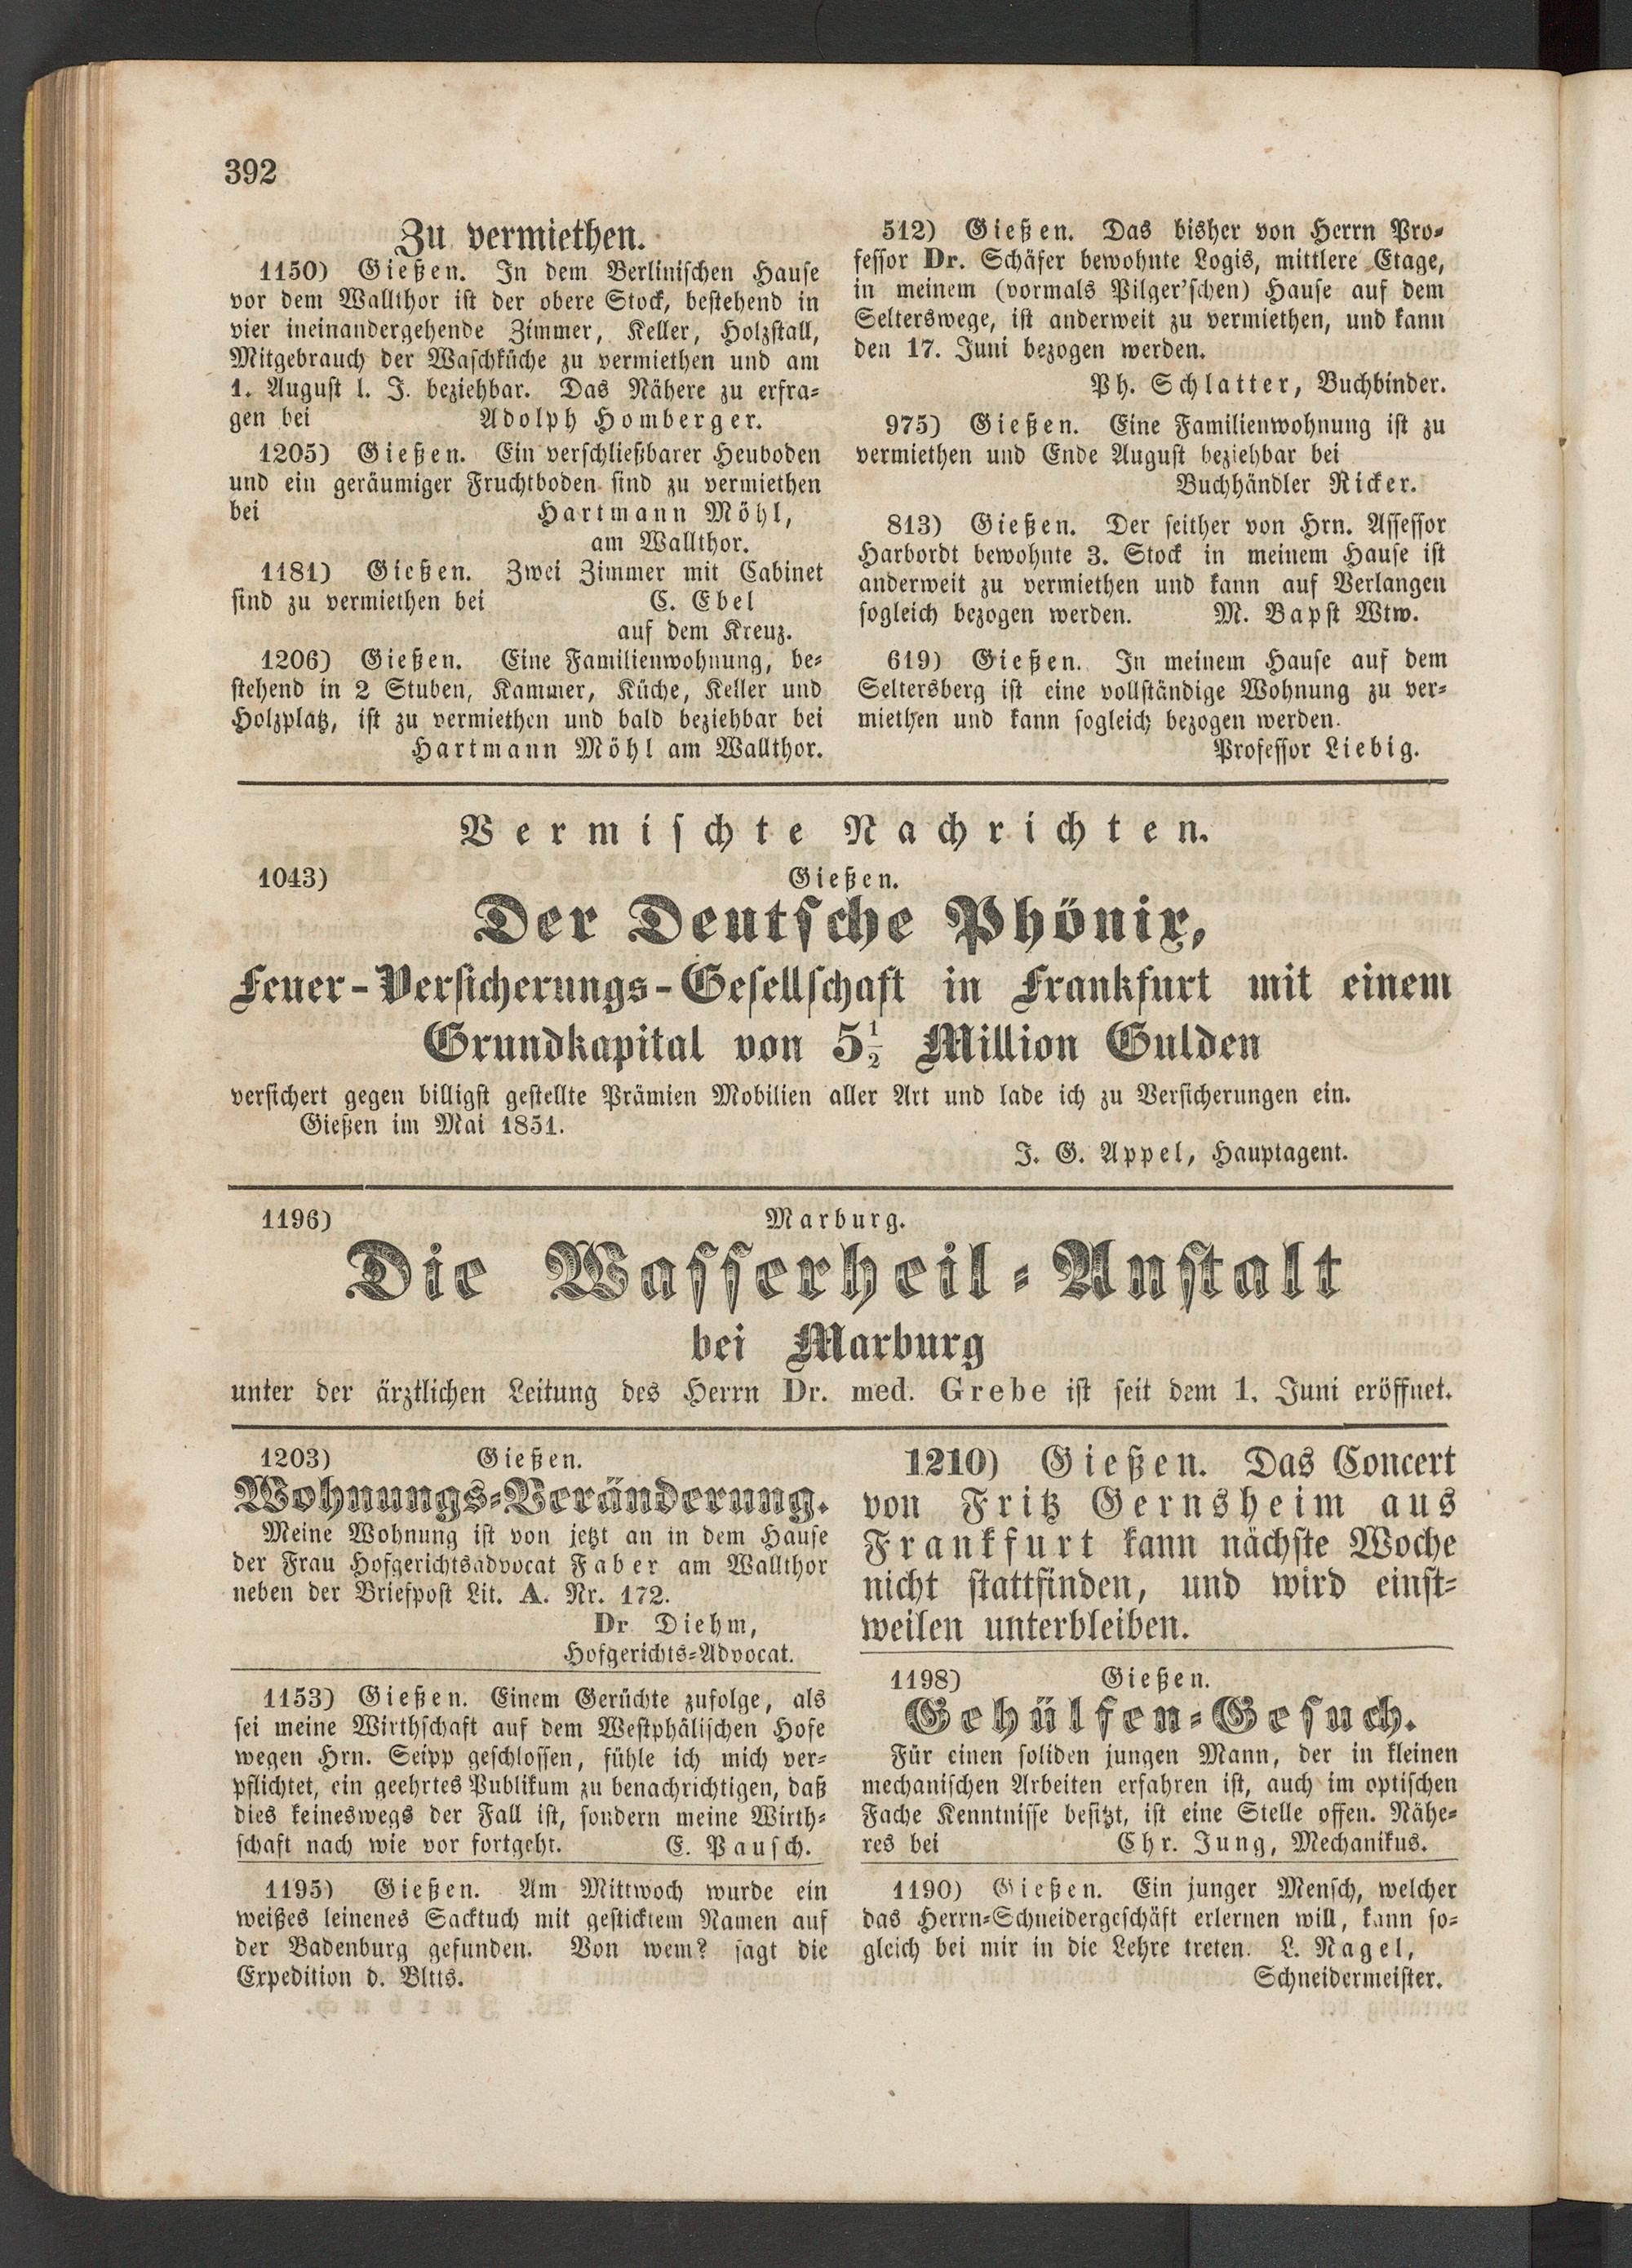 392
Zu vermiethen.
1150) Gießen. In dem Berlinischen Hause
vor dem Wallthor ist der obere Stock, bestehend in
vier ineinandergehende Zimmer, Keller, Holzstall,
Mitgebrauch der Waschküche zu vermiethen und am
1. August l. J. beziehbar. Das Nähere zu erfra-
gen bei Adolph Homberger.
1205) Gießen. Ein verschließbarer Heuboden
und ein geräumiger Fruchtboden sind zu vermiethen
bei Hartmann Möhl,
am Wallthor.
1181) Gießen. Zwei Zimmer mit Cabinet
sind zu vermiethen bei C. Ebel
auf dem Kreuz.
1206) Gießen. Eine Familienwohnung, be-
stehend in 2 Stuben, Kammer, Küche, Keller und
Holzplatz, ist zu vermiethen und bald beziehbar bei
Hartmann Möhl am Wallthor.
512) Gießen. Das bisher von Herrn Pro-
fessor Dr. Schäfer bewohnte Logis, mittlere Etage,
in meinem (vormals Pilger'schen) Hause auf dem
Selterswege, ist anderweit zu vermiethen, und kann
den 17. Juni bezogen werden.
Ph. Schlatter, Buchbinder.
975) Gießen. Eine Familienwohnung ist zu
vermiethen und Ende August beziehbar bei
Buchhändler Ricker.
813) Gießen. Der seither von Hrn. Assessor
Harbordt bewohnte 3. Stock in meinem Hause ist
anderweit zu vermiethen und kann auf Verlangen
sogleich bezogen werden. M. Bapst Wtw.
619) Gießen. In meinem Hause auf dem
Seltersberg ist eine vollständige Wohnung zu ver-
miethen und kann sogleich bezogen werden.
Professor Liebig.
Vermischte Nachrichten.
1043) Gießen.
Der Deutsche Phönix,
Feuer-Versicherungs-Gesellschaft in Frankfurt mit einem
Grundkapital von 5½ Million Gulden
versichert gegen billigst gestellte Prämien Mobilien aller Art und lade ich zu Versicherungen ein.
Gießen im Mai 1851.
J. G. Appel, Hauptagent.
1196) Marburg.
Die Wasserheil-Anstalt
bei Marburg
unter der ärztlichen Leitung des Herrn Dr. med. Grebe ist seit dem 1. Juni eröffnet.
1203) Gießen.
Wohnungs-Veränderung.
Meine Wohnung ist von jetzt an in dem Hause
der Frau Hofgerichtsadvocat Faber am Wallthor
neben der Briefpost Lit. A. Nr. 172.
Dr Diehm,
Hofgerichts-Advocat.
1153) Gießen. Einem Gerüchte zufolge, als
sei meine Wirthschaft auf dem Westphälischen Hofe
wegen Hrn. Seipp geschlossen, fühle ich mich ver-
pflichtet, ein geehrtes Publikum zu benachrichtigen, daß
dies keineswegs der Fall ist, sondern meine Wirth-
schaft nach wie vor fortgeht. E. Pausch.
1195) Gießen. Am Mittwoch wurde ein
weißes leinenes Sacktuch mit gesticktem Namen auf
der Badenburg gefunden. Von wem? sagt die
Expedition d. Bltts.
1210) Gießen. Das Concert
von Fritz Gernsheim aus
Frankfurt kann nächste Woche
nicht stattfinden, und wird einst-
weilen unterbleiben.
1198) Gießen.
Gehülfen-Gesuch.
Für einen soliden jungen Mann, der in kleinen
mechanischen Arbeiten erfahren ist, auch im optischen
Fache Kenntnisse besitzt, ist eine Stelle offen. Nähe-
res bei Chr. Jung, Mechanikus.
1190) Gießen. Ein junger Mensch, welcher
das Herrn-Schneidergeschäft erlernen will, kann so-
gleich bei mir in die Lehre treten. L. Nagel,
Schneidermeister.